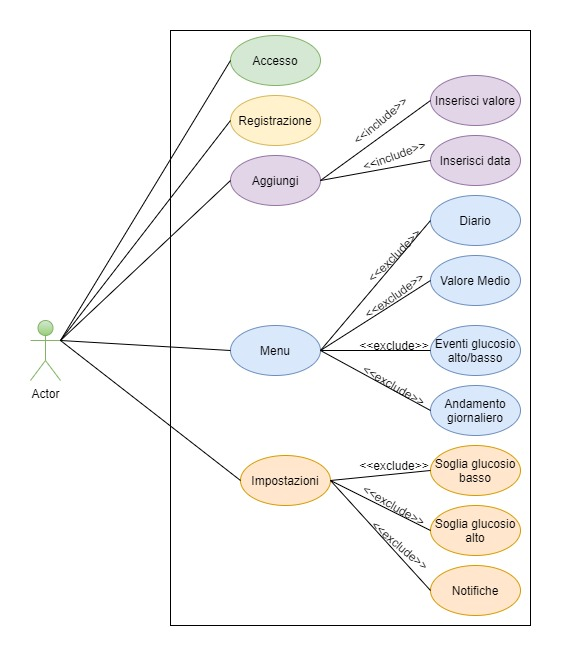 Accesso
Registrazione
Aggiungi
<<include>>
Inserisci valore
<<include>>
Inserisci data
Menu
<<exclude>>
Diario
<<exclude>>
Valore Medio
<<exclude>>
Eventi glucosio
alto/basso
<<exclude>>
Andamento
giornaliero
Actor
Impostazioni
<<exclude>>
Soglia glucosio
basso
<<exclude>>
Soglia glucosio
alto
<<exclude>>
Notifiche